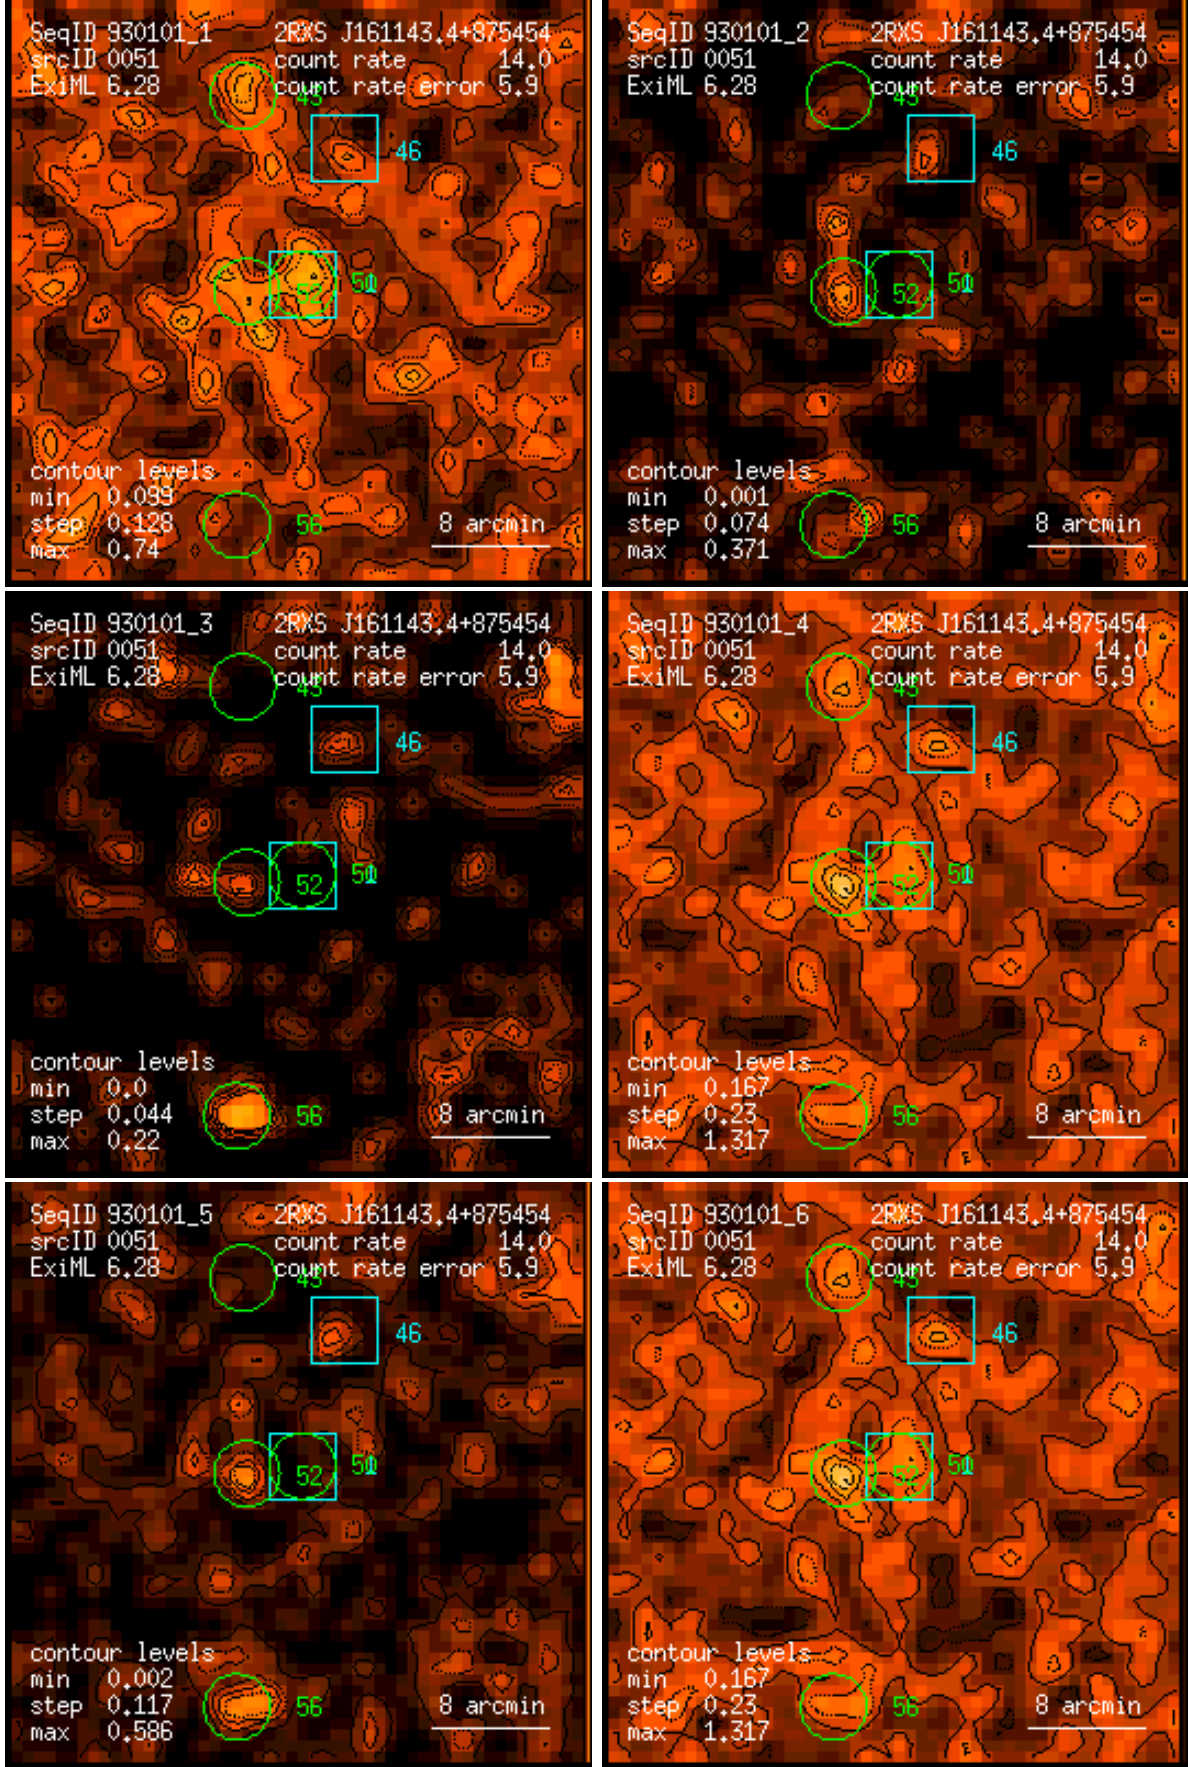 SeqID 930101_1 2RXS J161143.4+875454
srcID 0051 count rate 14.0
ExiML 6.28 count rate error 5.9
46
52
contour levels
min 0.099
step 0.128
max 0.74
56
8 arcmin
SeqID 930101_2 2RXS J161143.4+875454
srcID 0051 count rate 14.0
ExiML 6.28 count rate error 5.9
46
52
contour levels
min 0.001
step 0.074
max 0.371
56
8 arcmin
SeqID 930101_3 2RXS J161143.4+875454
srcID 0051 count rate 14.0
ExiML 6.28 count rate error 5.9
46
52
contour levels
min 0.0
step 0.044
max 0.22
56
8 arcmin
SeqID 930101_4 2RXS J161143.4+875454
srcID 0051 count rate 14.0
ExiML 6.28 count rate error 5.9
46
52
contour levels
min 0.167
step 0.23
max 1.317
56
8 arcmin
SeqID 930101_5 2RXS J161143.4+875454
srcID 0051 count rate 14.0
ExiML 6.28 count rate error 5.9
46
52
contour levels
min 0.002
step 0.117
max 0.586
56
8 arcmin
SeqID 930101_6 2RXS J161143.4+875454
srcID 0051 count rate 14.0
ExiML 6.28 count rate error 5.9
46
52
contour levels
min 0.167
step 0.23
max 1.317
56
8 arcmin